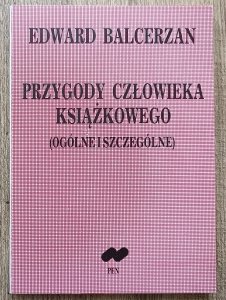 EDWARD BALCERZAN
PRZYGODY CZŁOWIEKA
KSIĄŻKOWEGO
(OGÓLNE I SZCZEGÓLNE)
PEN